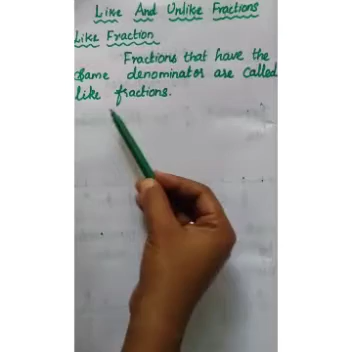 Like And Unlike Fractions
Like Fraction
Fractions that have the
same denominator are called
like fractions.